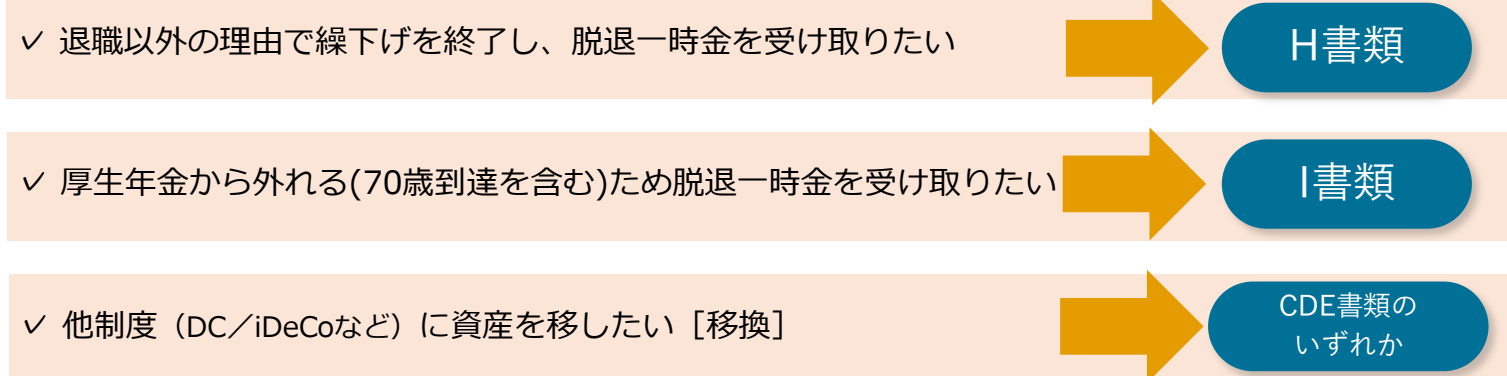 ✓ 退職以外の理由で繰下げを終了し、脱退一時金を受け取りたい
H書類
✓ 厚生年金から外れる(70歳到達を含む)ため脱退一時金を受け取りたい
I書類
✓ 他制度（DC／iDeCoなど）に資産を移したい［移換］
CDE書類の
いずれか